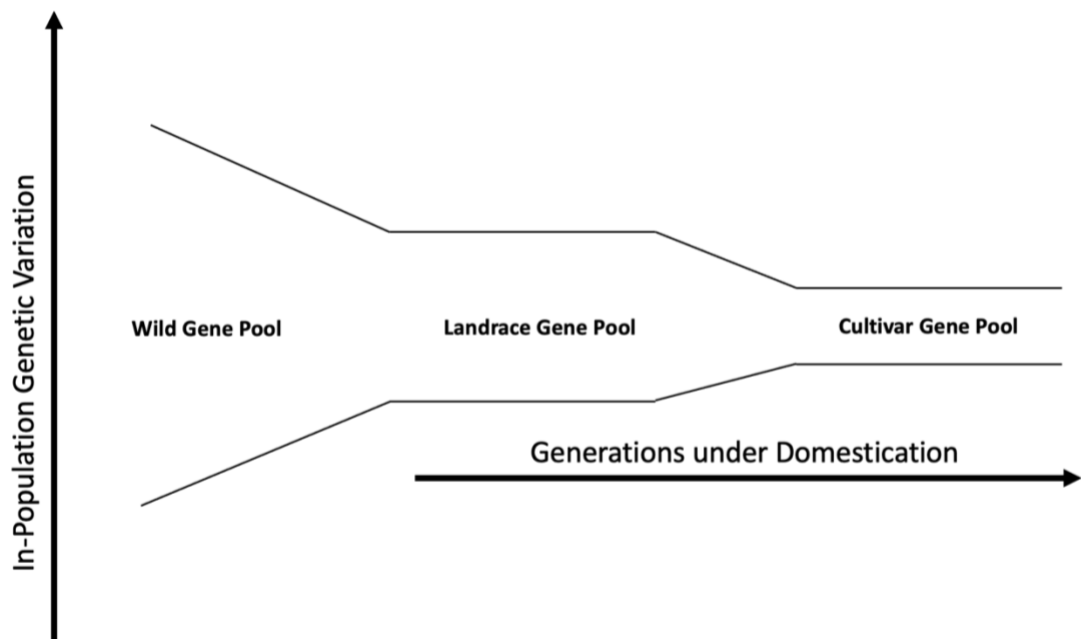 In-Population Genetic Variation
Wild Gene Pool
Landrace Gene Pool
Cultivar Gene Pool
Generations under Domestication